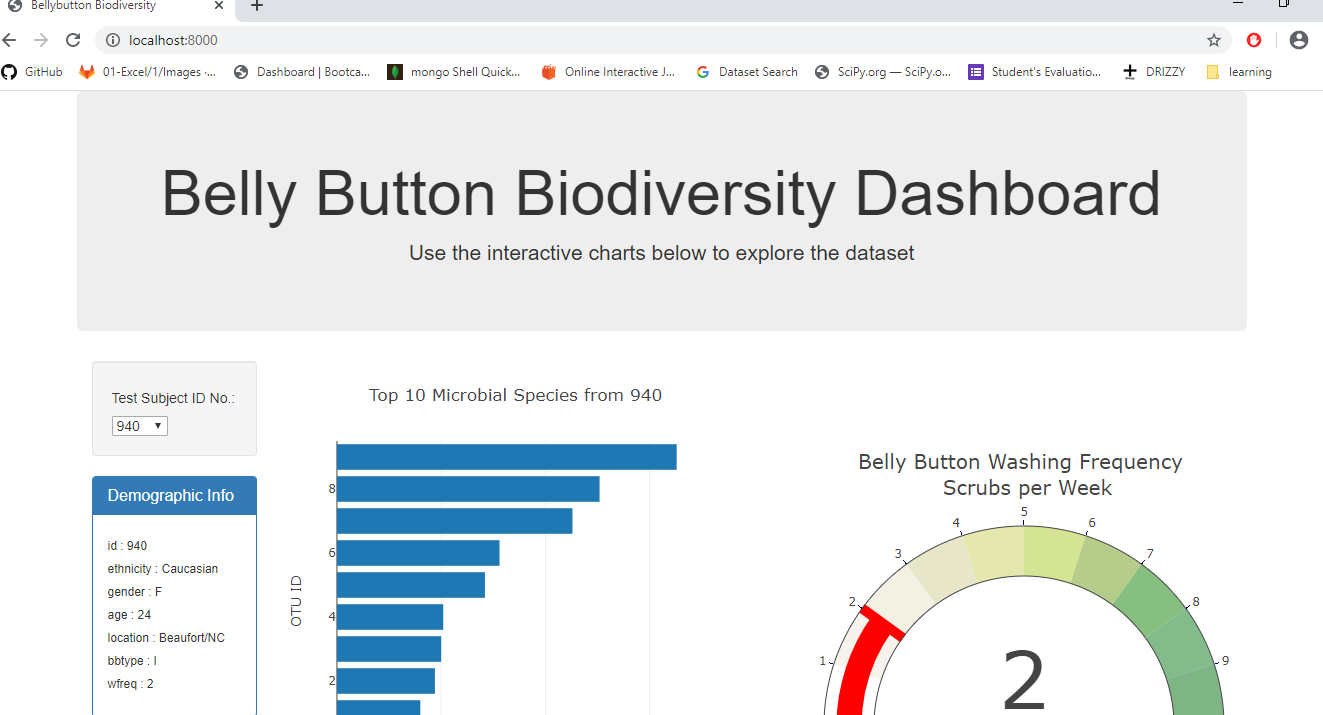 Bellybutton Biodiversity
localhost:8000
GitHub 01-Excel/1/Images ·... Dashboard | Bootca... mongo Shell Quick... Online Interactive J... Dataset Search SciPy.org — SciPy.o... Student's Evaluatio... DRIZZY learning
Belly Button Biodiversity Dashboard
Use the interactive charts below to explore the dataset
Test Subject ID No.:
940
Demographic Info
id : 940
ethnicity : Caucasian
gender : F
age : 24
location : Beaufort/NC
bbtype : I
wfreq : 2
Top 10 Microbial Species from 940
8
6
4
2
OTU ID
Belly Button Washing Frequency
Scrubs per Week
1
2
3
4
5
6
7
8
9
2